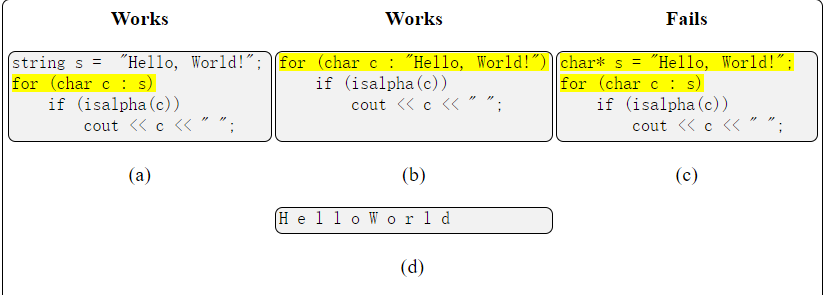 Works Works Fails
string s =  "Hello, World!";
for (char c : s)
    if (isalpha(c))
        cout << c << " ";
for (char c : "Hello, World!")
    if (isalpha(c))
        cout << c << " ";
char* s = "Hello, World!";
for (char c : s)
    if (isalpha(c))
        cout << c << " ";
(a) (b) (c)
H e l l o W o r l d
(d)